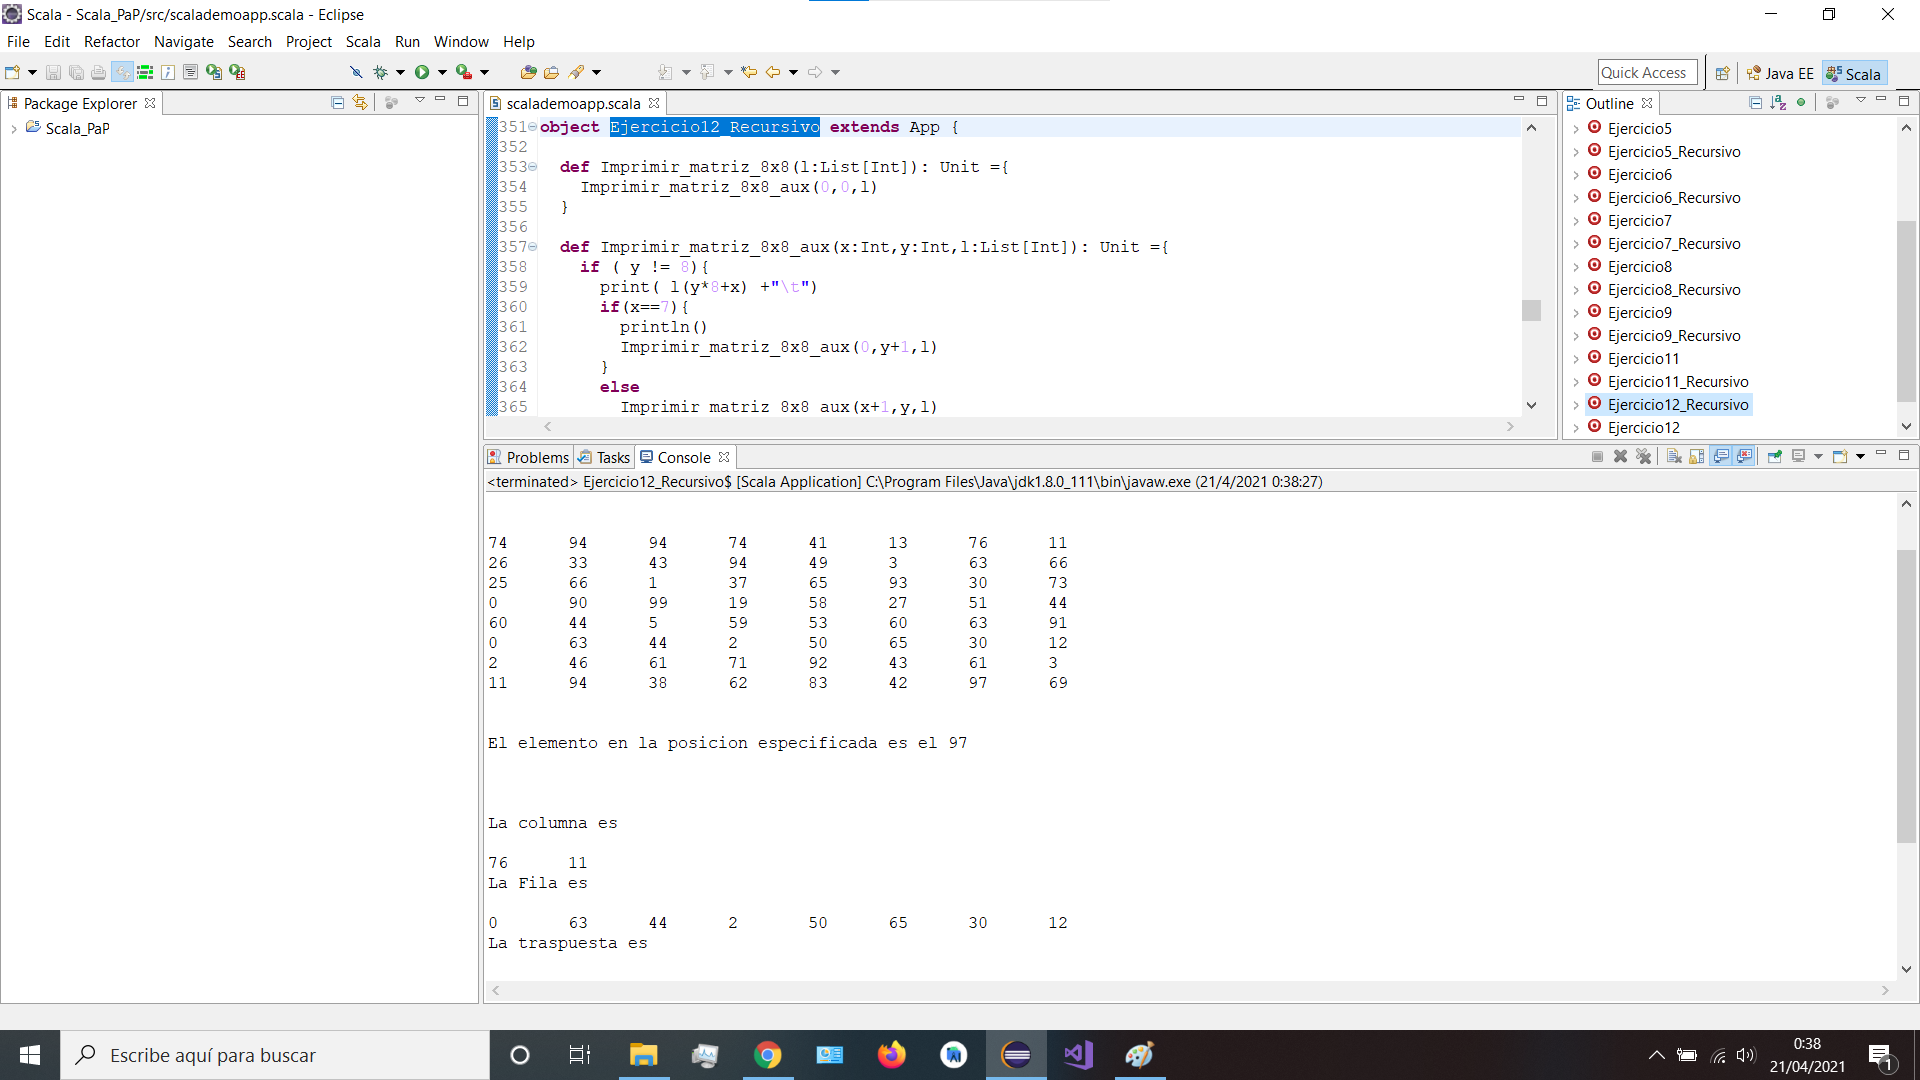 Scala - Scala_PaP/src/scalademoapp.scala - Eclipse
File Edit Refactor Navigate Search Project Scala Run Window Help
Quick Access Java EE Scala
Package Explorer
Scala_PaP
scalademoapp.scala
351 object Ejercicio12_Recursivo extends App {
352
353   def Imprimir_matriz_8x8(l:List[Int]): Unit ={
354     Imprimir_matriz_8x8_aux(0,0,l)
355   }
356
357   def Imprimir_matriz_8x8_aux(x:Int,y:Int,l:List[Int]): Unit ={
358     if ( y != 8){
359       print( l(y*8+x) +"\t")
360       if(x==7){
361         println()
362         Imprimir_matriz_8x8_aux(0,y+1,l)
363       }
364       else
365         Imprimir_matriz_8x8_aux(x+1,y,l)
Outline
Ejercicio5
Ejercicio5_Recursivo
Ejercicio6
Ejercicio6_Recursivo
Ejercicio7
Ejercicio7_Recursivo
Ejercicio8
Ejercicio8_Recursivo
Ejercicio9
Ejercicio9_Recursivo
Ejercicio11
Ejercicio11_Recursivo
Ejercicio12_Recursivo
Ejercicio12
Problems Tasks Console
<terminated> Ejercicio12_Recursivo$ [Scala Application] C:\Program Files\Java\jdk1.8.0_111\bin\javaw.exe (21/4/2021 0:38:27)
74 94 94 74 41 13 76 11
26 33 43 94 49 3 63 66
25 66 1 37 65 93 30 73
0 90 99 19 58 27 51 44
60 44 5 59 53 60 63 91
0 63 44 2 50 65 30 12
2 46 61 71 92 43 61 3
11 94 38 62 83 42 97 69
El elemento en la posicion especificada es el 97
La columna es
76 11
La Fila es
0 63 44 2 50 65 30 12
La traspuesta es
Escribe aquí para buscar
0:38
21/04/2021
1